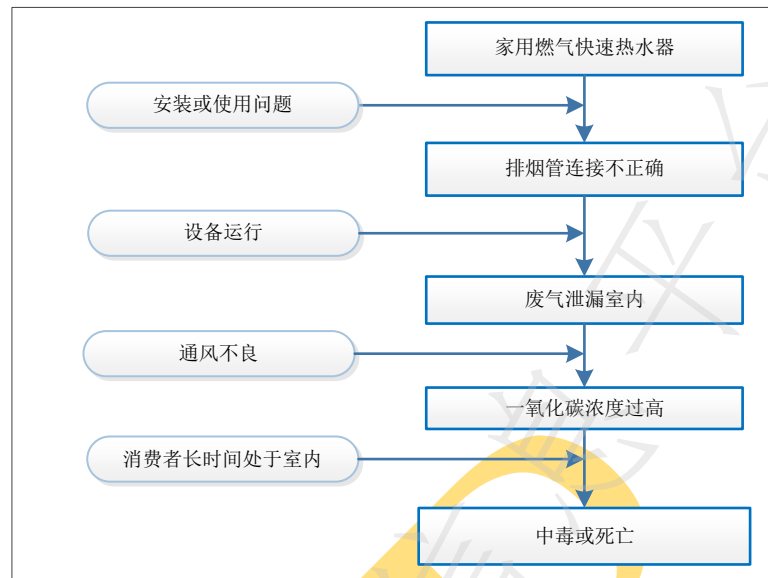 家用燃气快速热水器
安装或使用问题
排烟管连接不正确
设备运行
废气泄漏室内
通风不良
一氧化碳浓度过高
消费者长时间处于室内
中毒或死亡